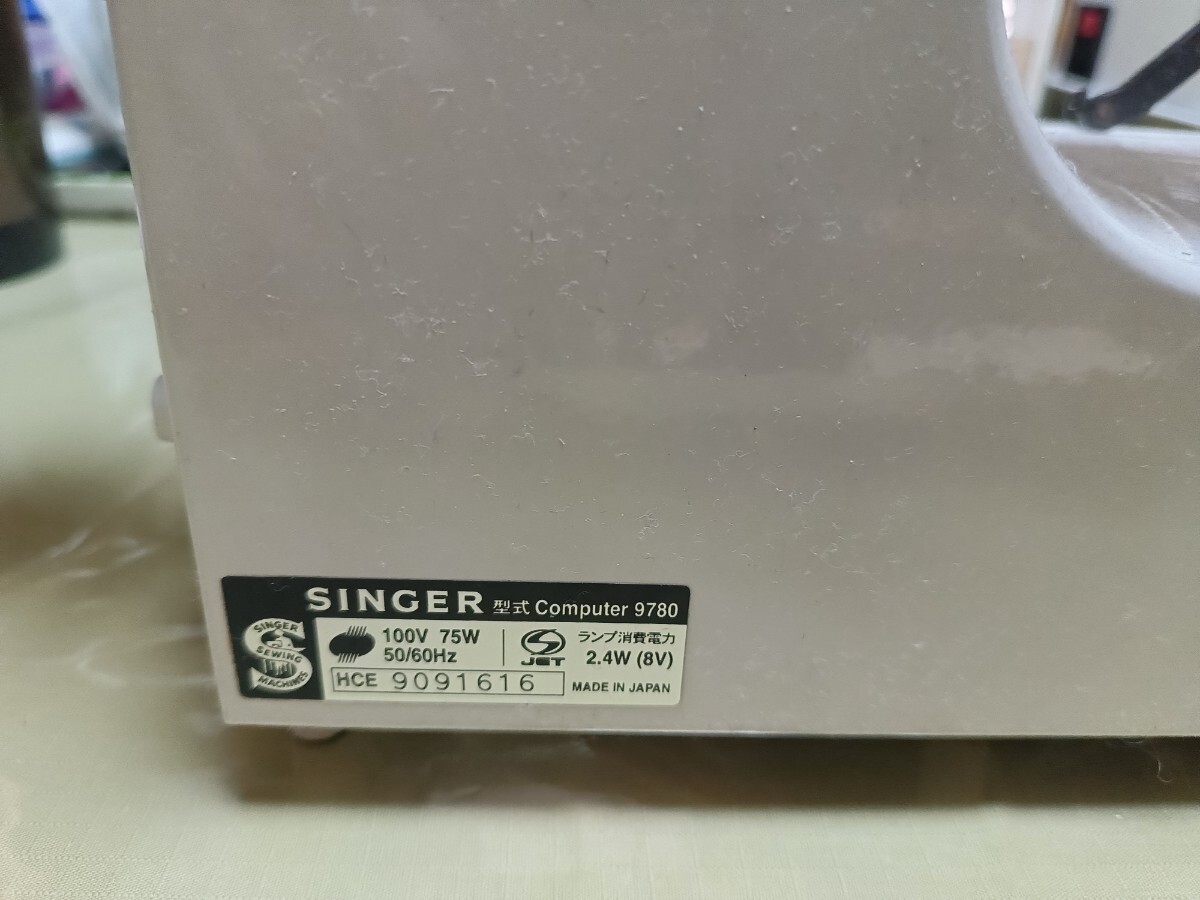 SINGER 型式 Computer 9780
SINGER
SEWING
MACHINES
100V 75W
50/60Hz
JET
ランプ消費電力
2.4W (8V)
HCE 9091616
MADE IN JAPAN